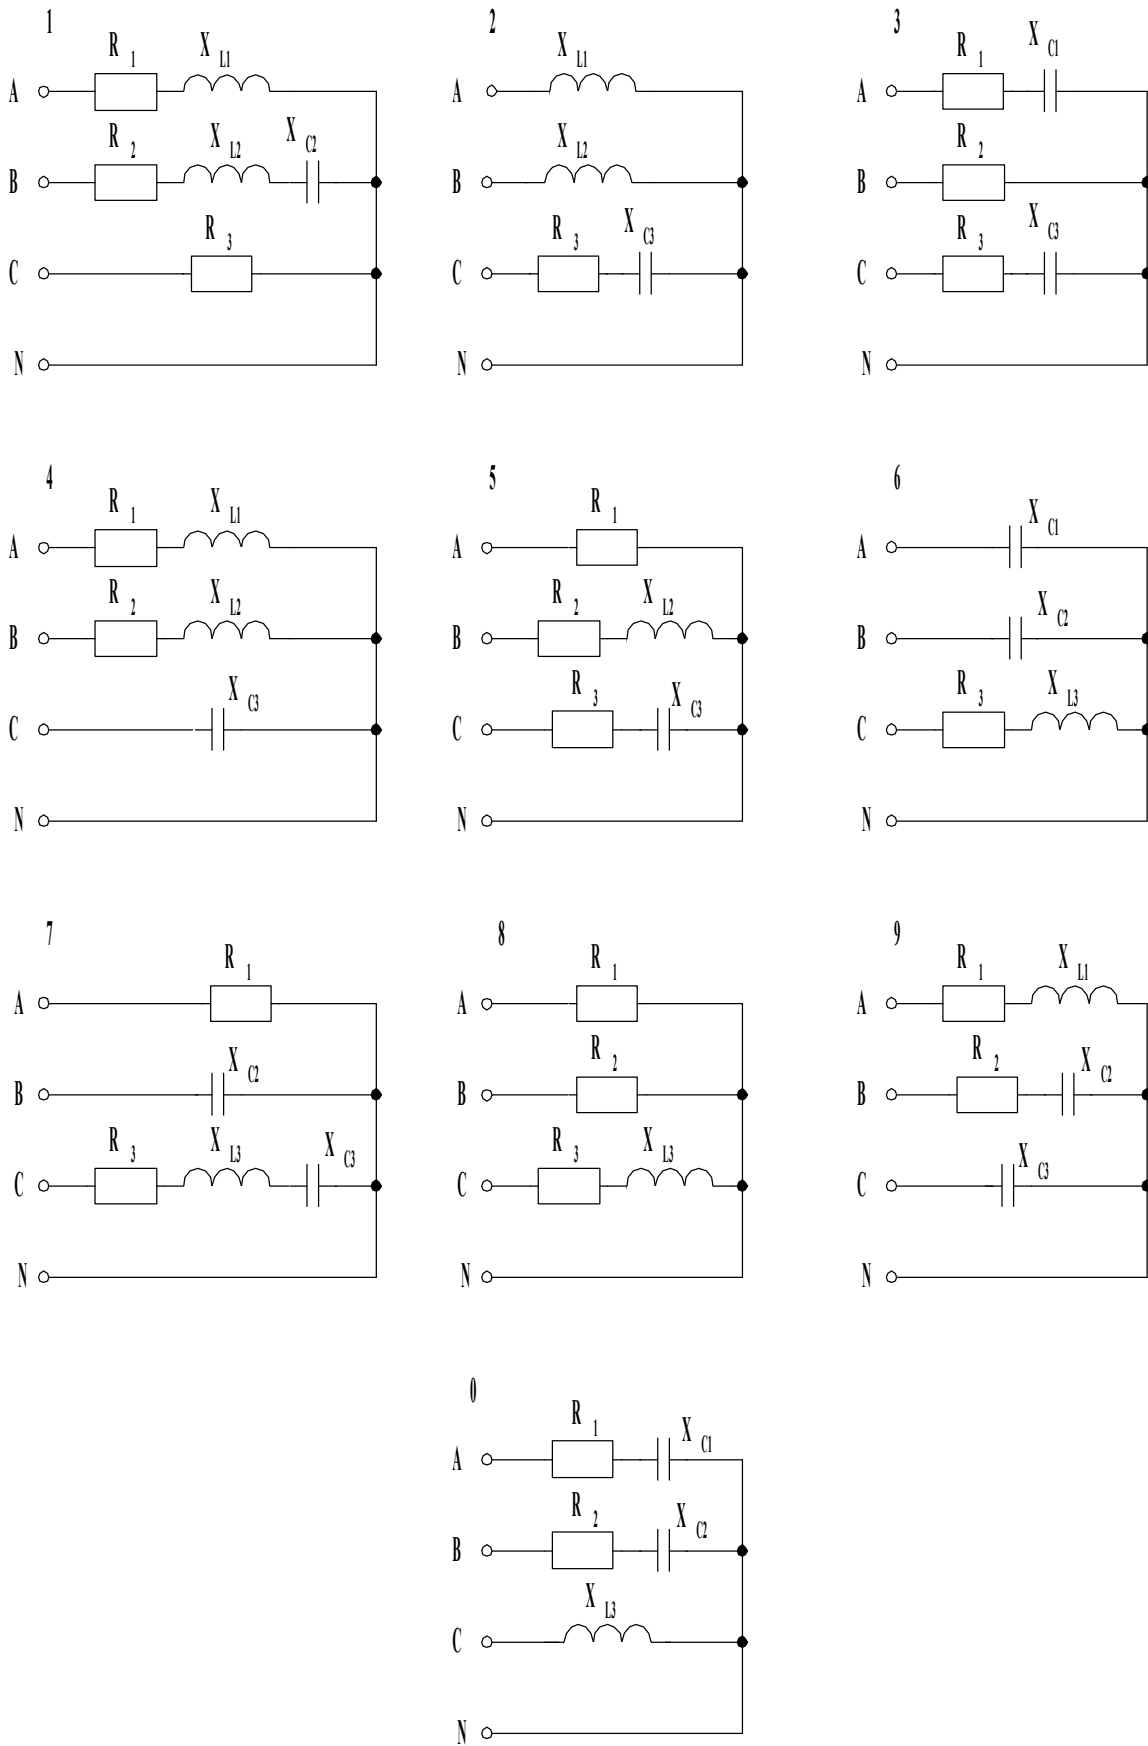 1 2 3
R 1 X L1 X L1 R 1 X C1
A A A
R 2 X L2 X C2 X L2 R 2
B B B
R 3 R 3 X C3 R 3 X C3
C C C
N N N
4 5 6
R 1 X L1 R 1 X C1
A A A
R 2 X L2 R 2 X L2 X C2
B B B
X C3 R 3 X C3 R 3 X L3
C C C
N N N
7 8 9
R 1 R 1 R 1 X L1
A A A
X C2 R 2 R 2 X C2
B B B
R 3 X L3 X C3 R 3 X L3 X C3
C C C
N N N
0
R 1 X C1
A
R 2 X C2
B
X L3
C
N